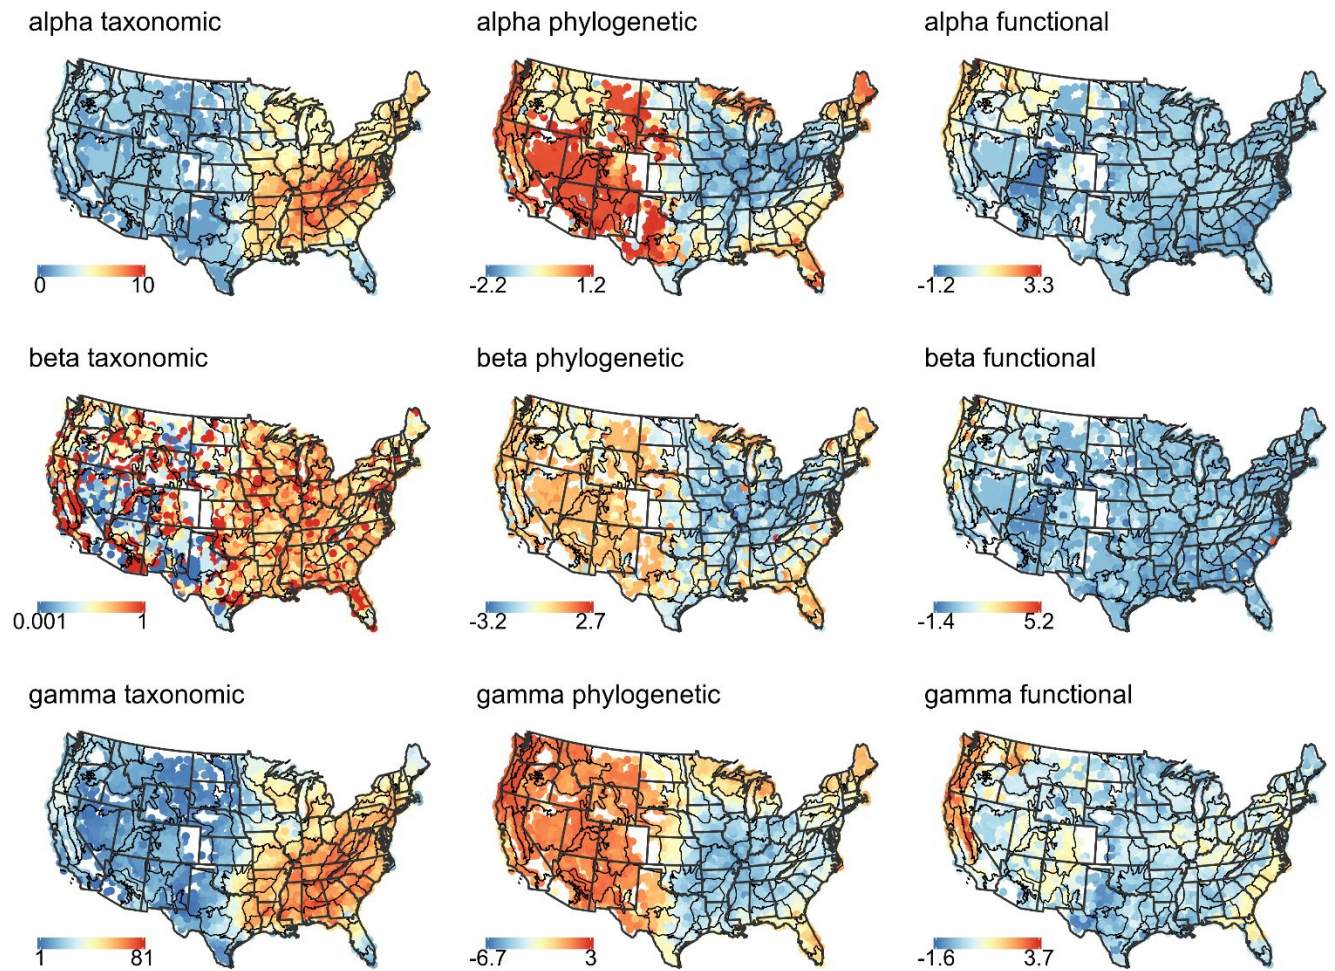 alpha taxonomic
alpha phylogenetic
alpha functional
0 10
-2.2 1.2
-1.2 3.3
beta taxonomic
beta phylogenetic
beta functional
0.001 1
-3.2 2.7
-1.4 5.2
gamma taxonomic
gamma phylogenetic
gamma functional
1 81
-6.7 3
-1.6 3.7